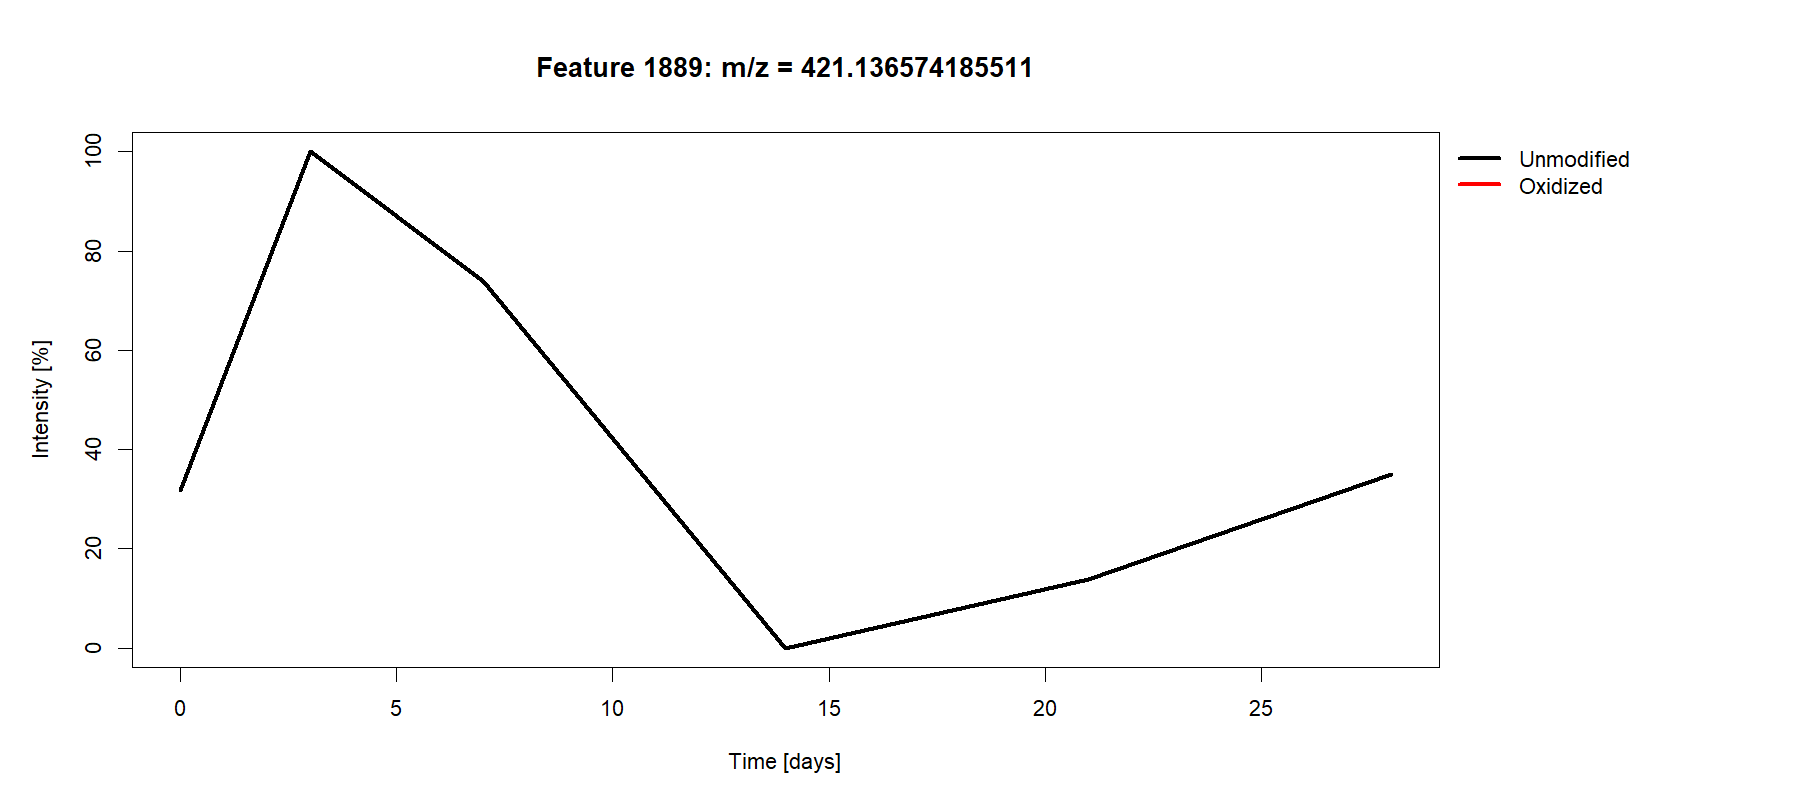 Feature 1889: m/z = 421.136574185511
Unmodified
Oxidized
Intensity [%]
100
80
60
40
20
0
0 5 10 15 20 25
Time [days]